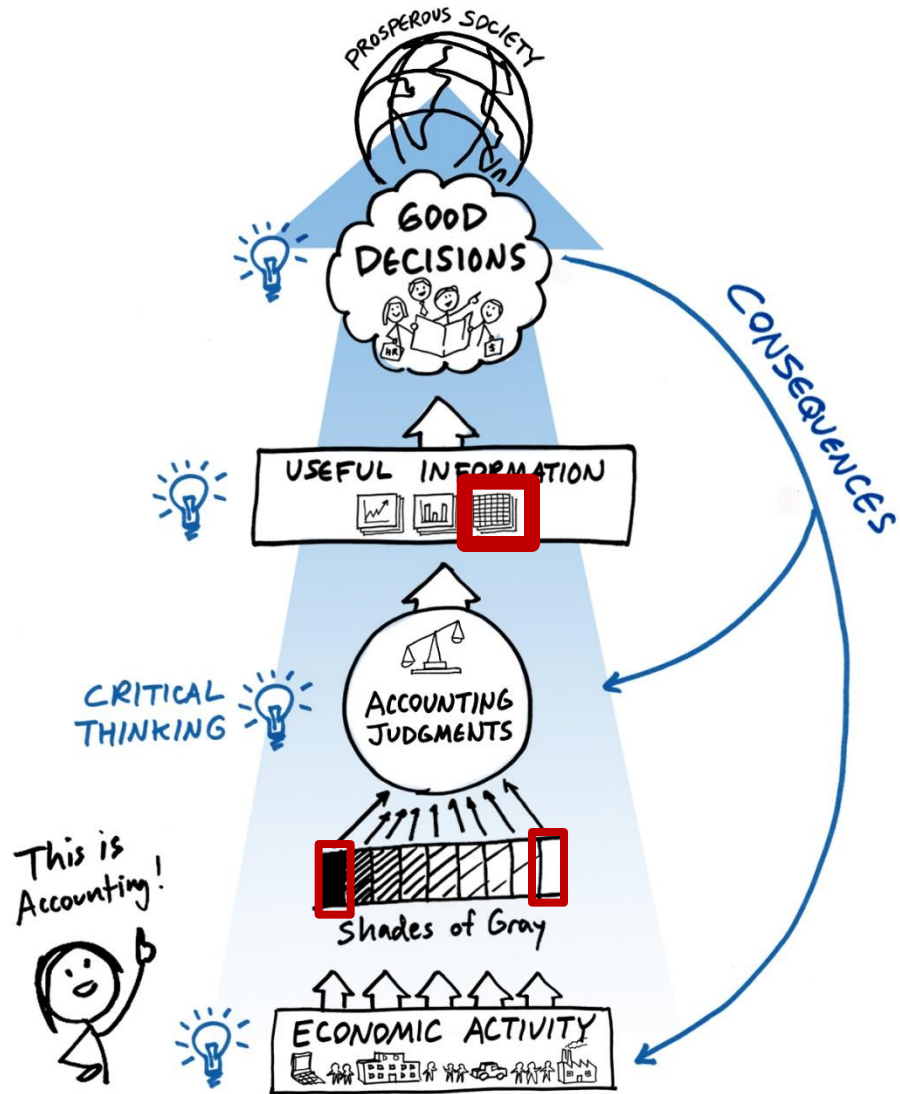 PROSPEROUS SOCIETY
GOOD
DECISIONS
HR
$
CONSEQUENCES
USEFUL INFORMATION
CRITICAL
THINKING
ACCOUNTING
JUDGMENTS
This is
Accounting!
Shades of Gray
ECONOMIC ACTIVITY